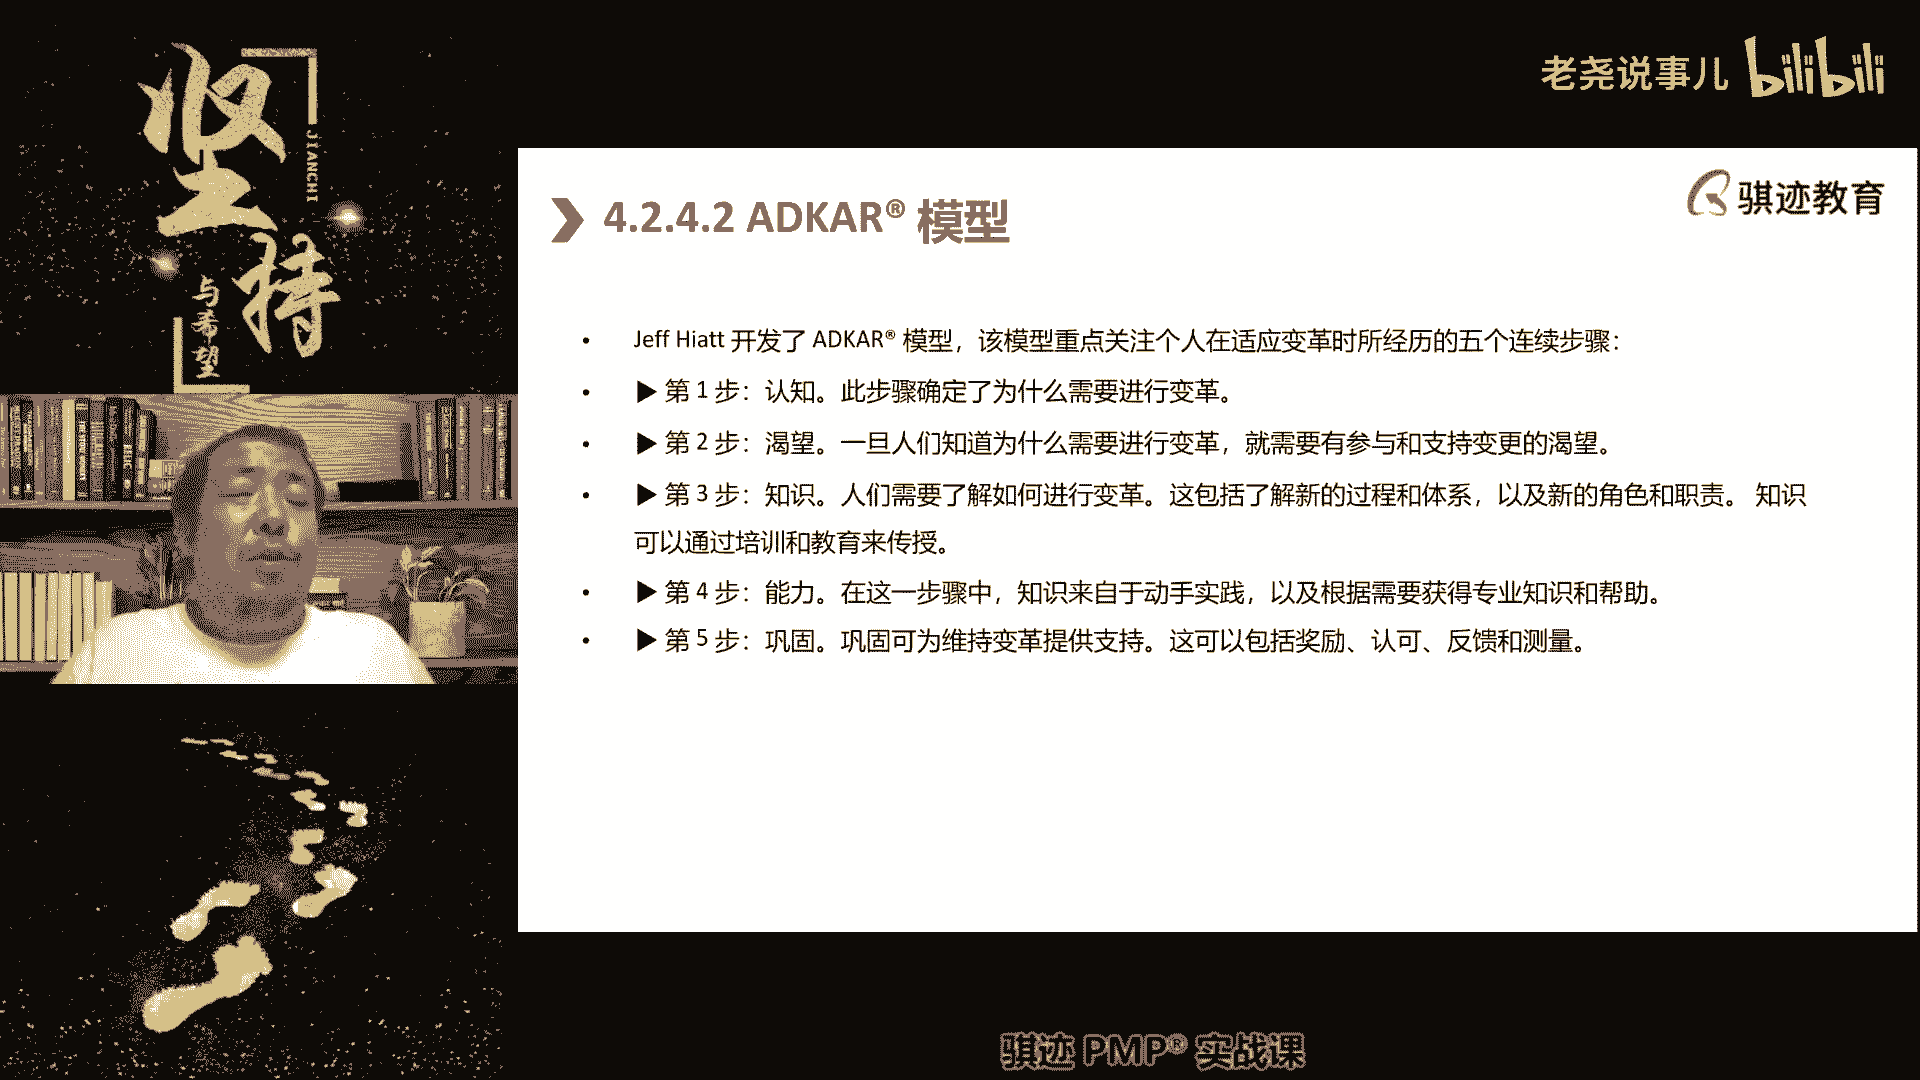 坚持
JIANCHI
与希望
老尧说事儿 bilibili
骐迹教育
4.2.4.2 ADKAR® 模型
• Jeff Hiatt 开发了 ADKAR® 模型，该模型重点关注个人在适应变革时所经历的五个连续步骤：
• ▶ 第 1 步：认知。此步骤确定了为什么需要进行变革。
• ▶ 第 2 步：渴望。一旦人们知道为什么需要进行变革，就需要有参与和支持变更的渴望。
• ▶ 第 3 步：知识。人们需要了解如何进行变革。这包括了解新的过程和体系，以及新的角色和职责。 知识
可以通过培训和教育来传授。
• ▶ 第 4 步：能力。在这一步骤中，知识来自于动手实践，以及根据需要获得专业知识和帮助。
• ▶ 第 5 步：巩固。巩固可为维持变革提供支持。这可以包括奖励、认可、反馈和测量。
骐迹 PMP® 实战课